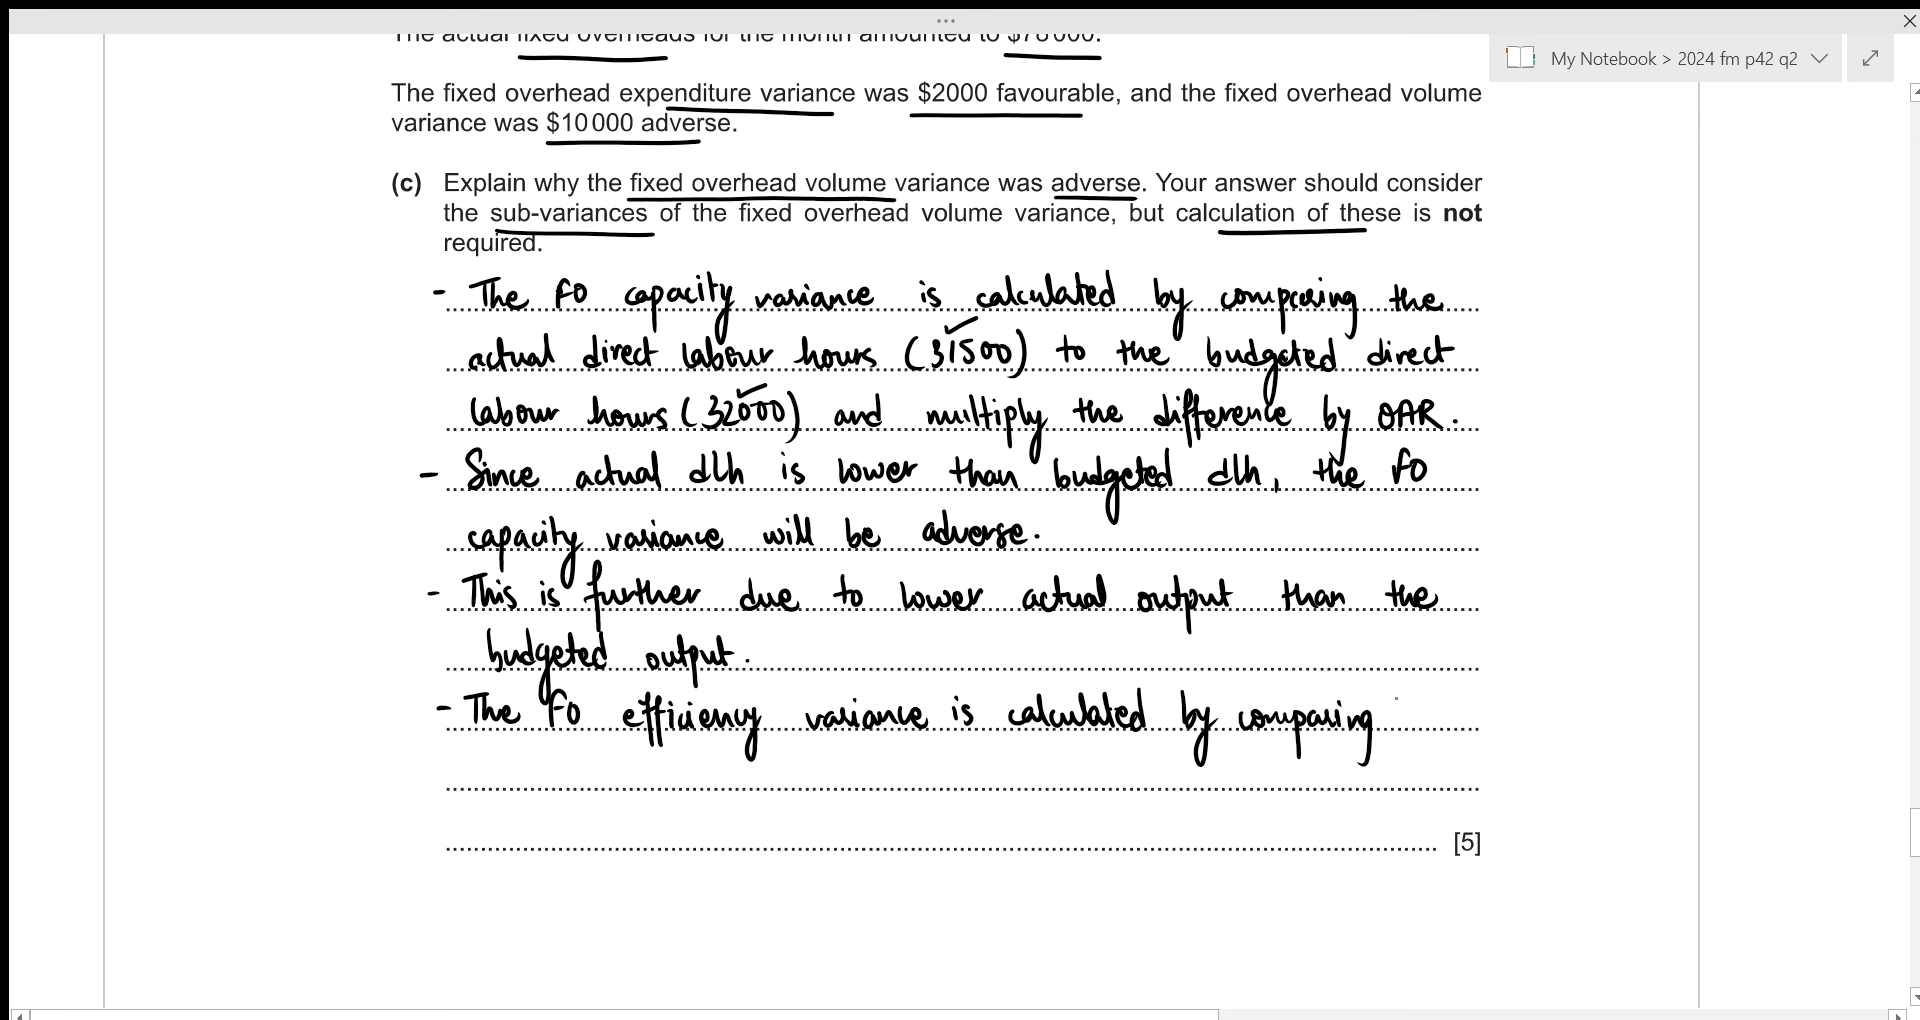 The actual fixed overheads for the month amounted to $78 000.
My Notebook > 2024 fm p42 q2
The fixed overhead expenditure variance was $2000 favourable, and the fixed overhead volume
variance was $10 000 adverse.
(c) Explain why the fixed overhead volume variance was adverse. Your answer should consider
the sub-variances of the fixed overhead volume variance, but calculation of these is not
required.
- The FO capacity variance is calculated by comparing the
actual direct labour hours (31500) to the budgeted direct
labour hours (32000) and multiply the difference by OAR.
- Since actual dlh is lower than budgeted dlh, the FO
capacity variance will be adverse.
- This is further due to lower actual output than the
budgeted output.
- The FO efficiency variance is calculated by comparing
[5]